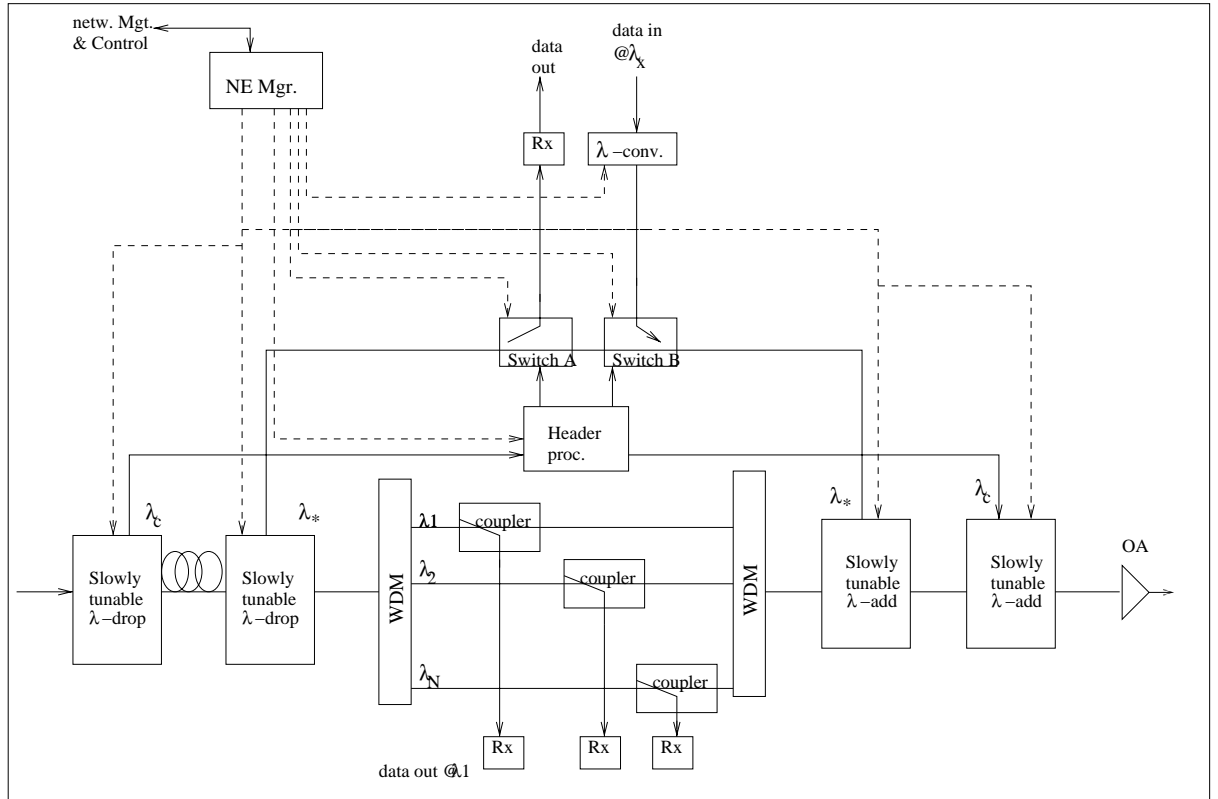 netw. Mgt.
& Control
NE Mgr.
data
out
data in
@λx
Rx
λ-conv.
Switch A
Switch B
Header
proc.
λc
λ*
λ*
λc
Slowly
tunable
λ-drop
Slowly
tunable
λ-drop
WDM
λ1
coupler
λ2
coupler
λN
coupler
WDM
Slowly
tunable
λ-add
Slowly
tunable
λ-add
OA
Rx
Rx
Rx
data out @λ1